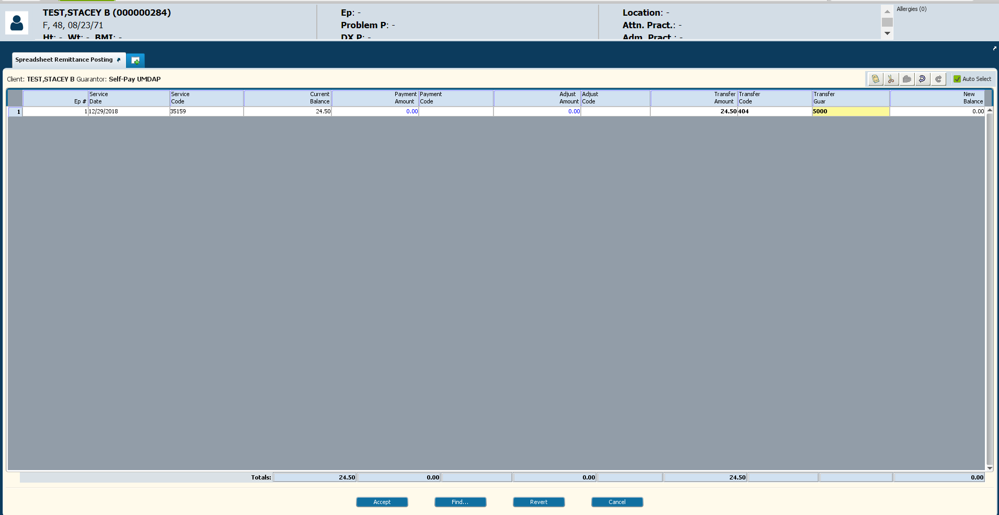 TEST,STACEY B (000000284)
F, 48, 08/23/71
Ht: - Wt: - BMI: -
Ep: -
Problem P: -
DX P: -
Location: -
Attn. Pract.: -
Adm. Pract.: -
Allergies (0)
Spreadsheet Remittance Posting
Client: TEST,STACEY B Guarantor: Self-Pay UMDAP
Auto Select
Ep # Service Date Service Code Current Balance Payment Amount Payment Code Adjust Amount Adjust Code Transfer Amount Transfer Code Transfer Guar New Balance
1 1 12/29/2018 35159 24.50 0.00 0.00 24.50 404 5000 0.00
Totals: 24.50 0.00 0.00 24.50 0.00
Accept Find... Revert Cancel